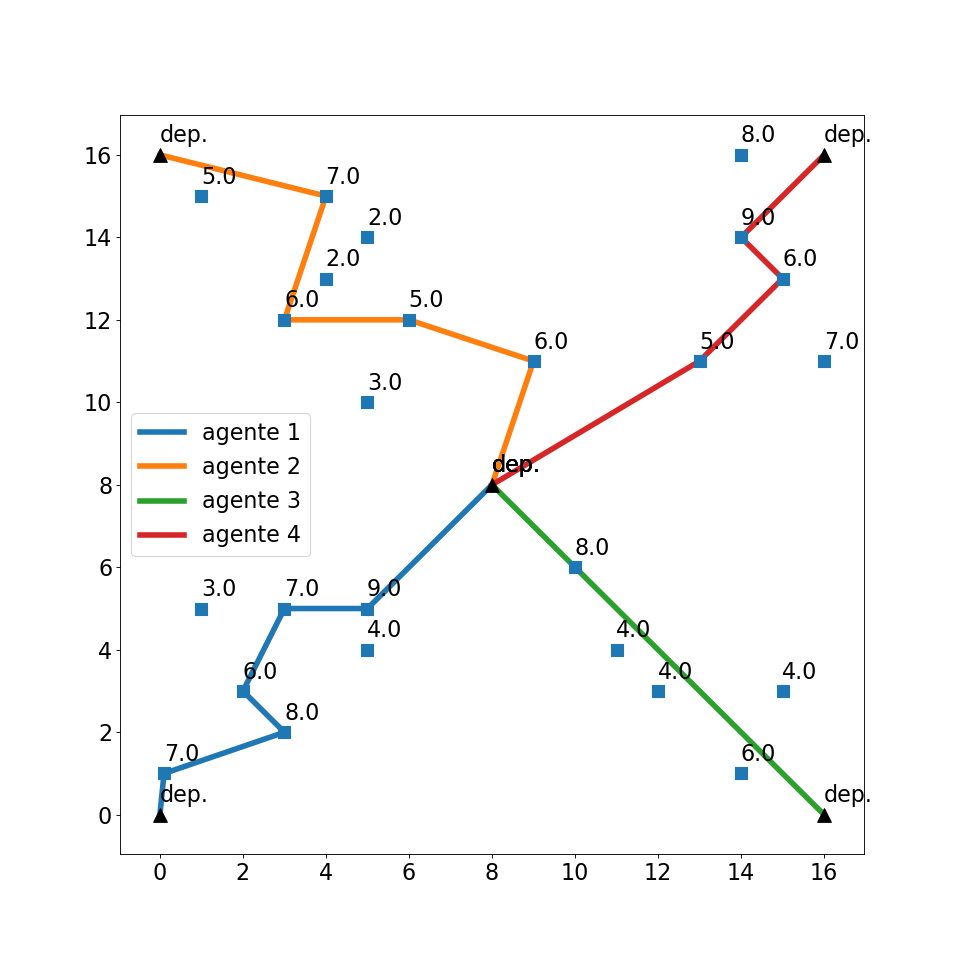 dep. 8.0 dep.
16
5.0 7.0
2.0 9.0
14
2.0 6.0
6.0 5.0
12
6.0 5.0 7.0
3.0
10
agente 1
agente 2
agente 3
agente 4
dep.
8
8.0
6
3.0 7.0 9.0
4.0 4.0
4
6.0 4.0 4.0
8.0
2
7.0 6.0
dep. dep.
0
0 2 4 6 8 10 12 14 16